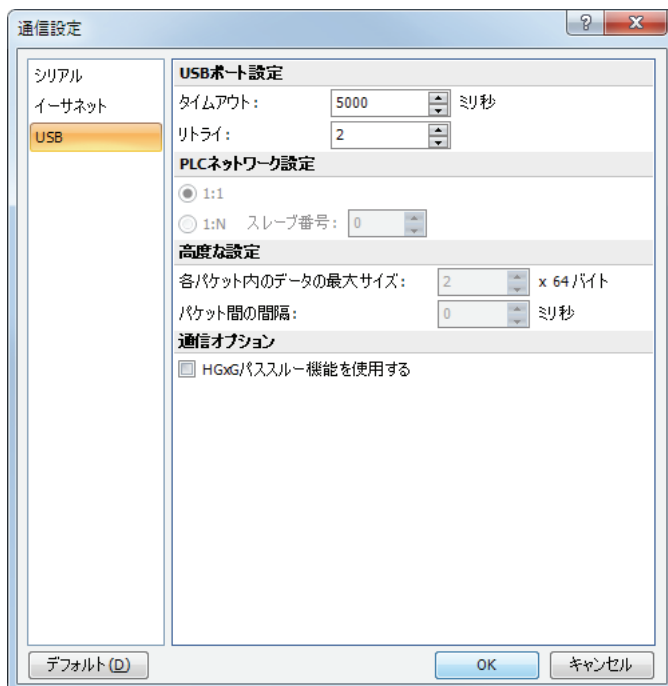 通信設定
?
シリアル
イーサネット
USB
USBポート設定
タイムアウト: 5000 ミリ秒
リトライ: 2
PLCネットワーク設定
1:1
1:N スレーブ番号: 0
高度な設定
各パケット内のデータの最大サイズ: 2 x 64バイト
パケット間の間隔: 0 ミリ秒
通信オプション
HGxGパススルー機能を使用する
デフォルト(D) OK キャンセル